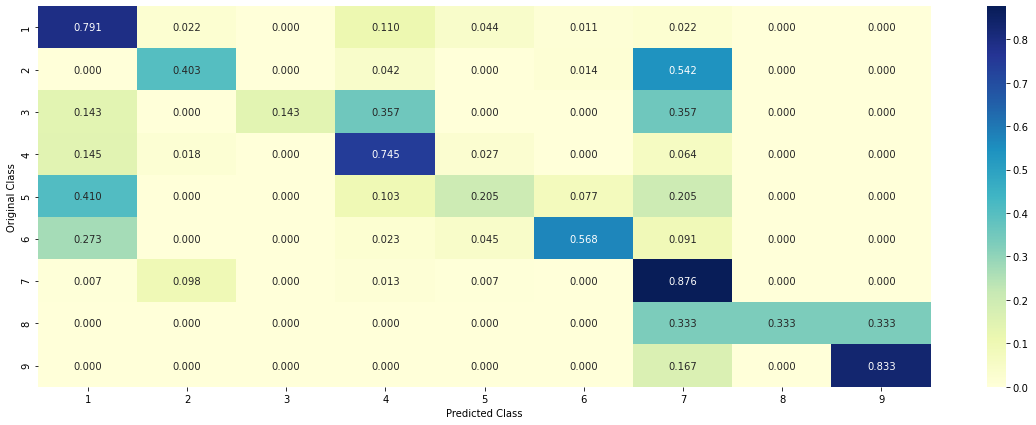 1 0.791 0.022 0.000 0.110 0.044 0.011 0.022 0.000 0.000
2 0.000 0.403 0.000 0.042 0.000 0.014 0.542 0.000 0.000
3 0.143 0.000 0.143 0.357 0.000 0.000 0.357 0.000 0.000
4 0.145 0.018 0.000 0.745 0.027 0.000 0.064 0.000 0.000
5 0.410 0.000 0.000 0.103 0.205 0.077 0.205 0.000 0.000
6 0.273 0.000 0.000 0.023 0.045 0.568 0.091 0.000 0.000
7 0.007 0.098 0.000 0.013 0.007 0.000 0.876 0.000 0.000
8 0.000 0.000 0.000 0.000 0.000 0.000 0.333 0.333 0.333
9 0.000 0.000 0.000 0.000 0.000 0.000 0.167 0.000 0.833
1 2 3 4 5 6 7 8 9
Predicted Class
Original Class
0.8
0.7
0.6
0.5
0.4
0.3
0.2
0.1
0.0